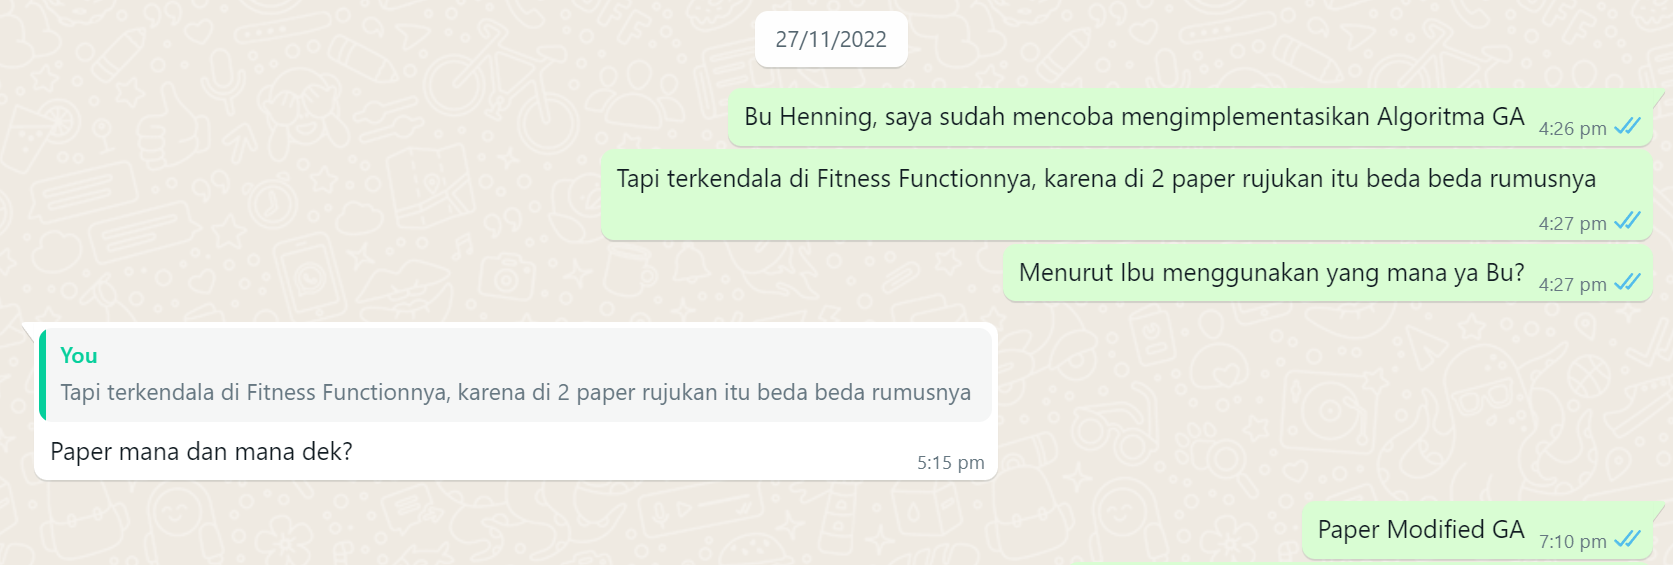 27/11/2022
Bu Henning, saya sudah mencoba mengimplementasikan Algoritma GA
4:26 pm
Tapi terkendala di Fitness Functionnya, karena di 2 paper rujukan itu beda beda rumusnya
4:27 pm
Menurut Ibu menggunakan yang mana ya Bu?
4:27 pm
You
Tapi terkendala di Fitness Functionnya, karena di 2 paper rujukan itu beda beda rumusnya
Paper mana dan mana dek?
5:15 pm
Paper Modified GA
7:10 pm